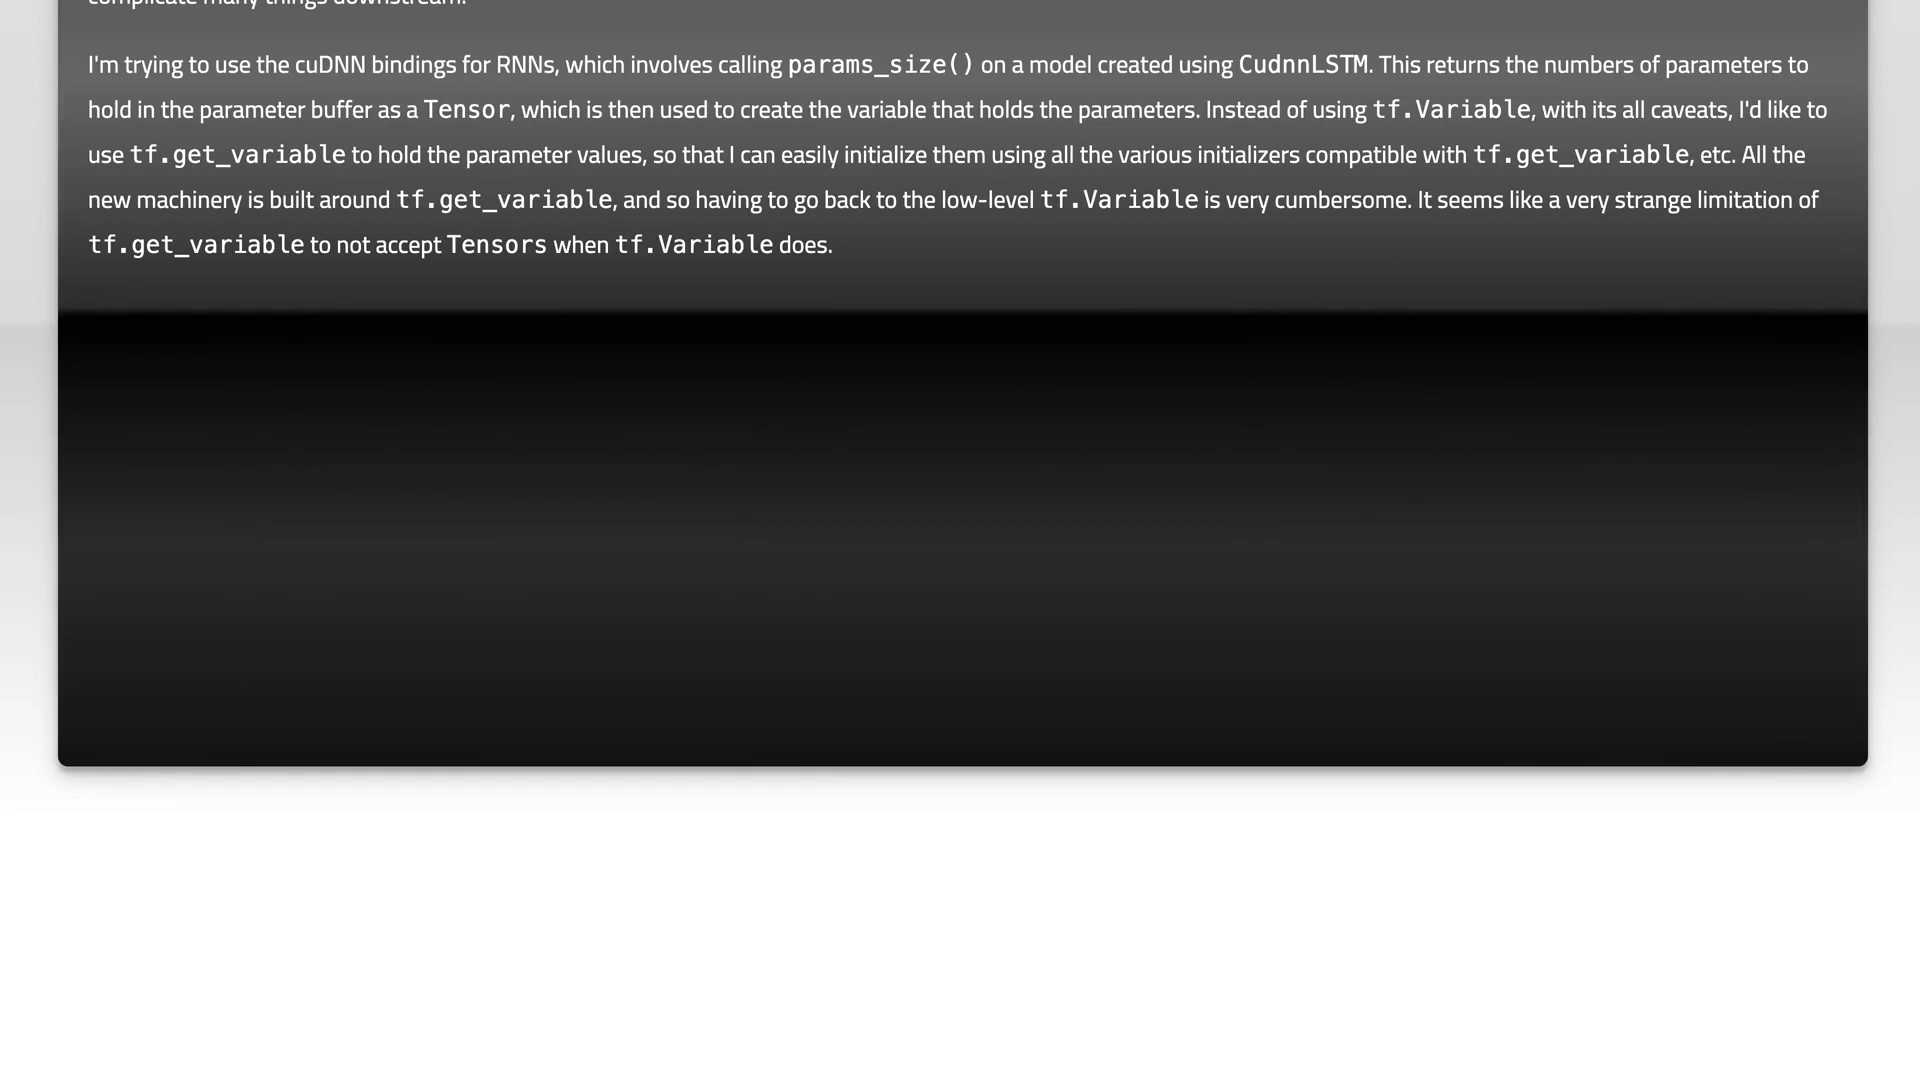 complicate many things downstream.
I'm trying to use the cuDNN bindings for RNNs, which involves calling params_size() on a model created using CudnnLSTM. This returns the numbers of parameters to
hold in the parameter buffer as a Tensor, which is then used to create the variable that holds the parameters. Instead of using tf.Variable, with its all caveats, I'd like to
use tf.get_variable to hold the parameter values, so that I can easily initialize them using all the various initializers compatible with tf.get_variable, etc. All the
new machinery is built around tf.get_variable, and so having to go back to the low-level tf.Variable is very cumbersome. It seems like a very strange limitation of
tf.get_variable to not accept Tensors when tf.Variable does.